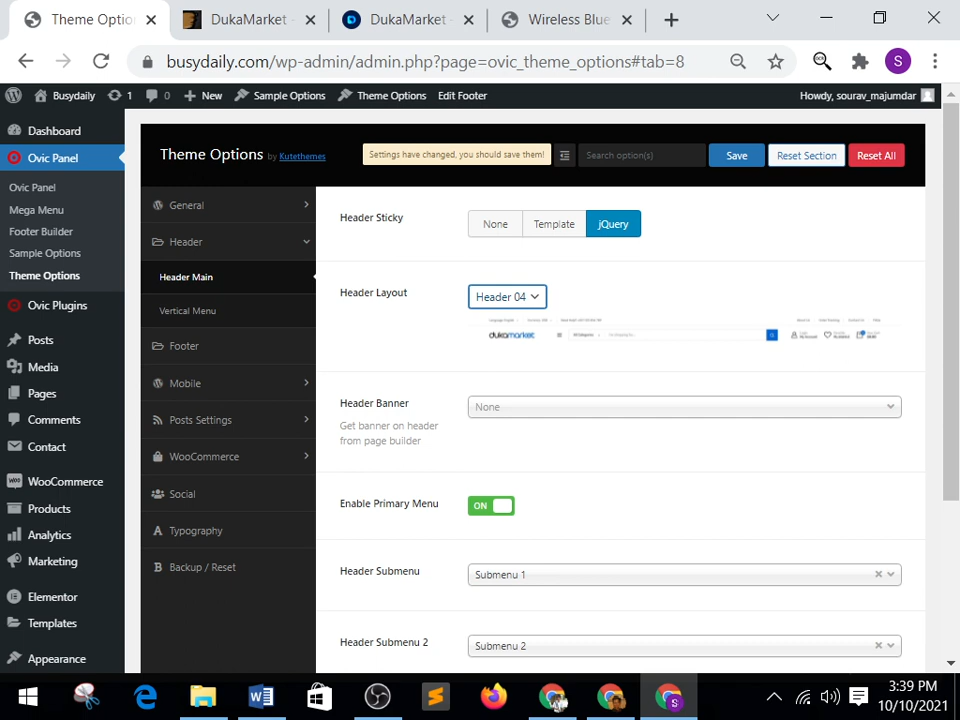 Theme Optio
DukaMarket -
DukaMarket -
Wireless Blue
busydaily.com/wp-admin/admin.php?page=ovic_theme_options#tab=8
S
Busydaily
1
0
New
Sample Options
Theme Options
Edit Footer
Howdy, sourav_majumdar
Dashboard
Ovic Panel
Ovic Panel
Mega Menu
Footer Builder
Sample Options
Theme Options
Ovic Plugins
Posts
Media
Pages
Comments
Contact
WooCommerce
Products
Analytics
Marketing
Elementor
Templates
Appearance
Theme Options by Kutethemes
Settings have changed, you should save them!
Search option(s)
Save
Reset Section
Reset All
General
Header
Header Main
Vertical Menu
Footer
Mobile
Posts Settings
WooCommerce
Social
Typography
Backup / Reset
Header Sticky
None
Template
jQuery
Header Layout
Header 04
dukamarket
Header Banner
Get banner on header
from page builder
None
Enable Primary Menu
ON
Header Submenu
Submenu 1
Header Submenu 2
Submenu 2
3:39 PM
10/10/2021